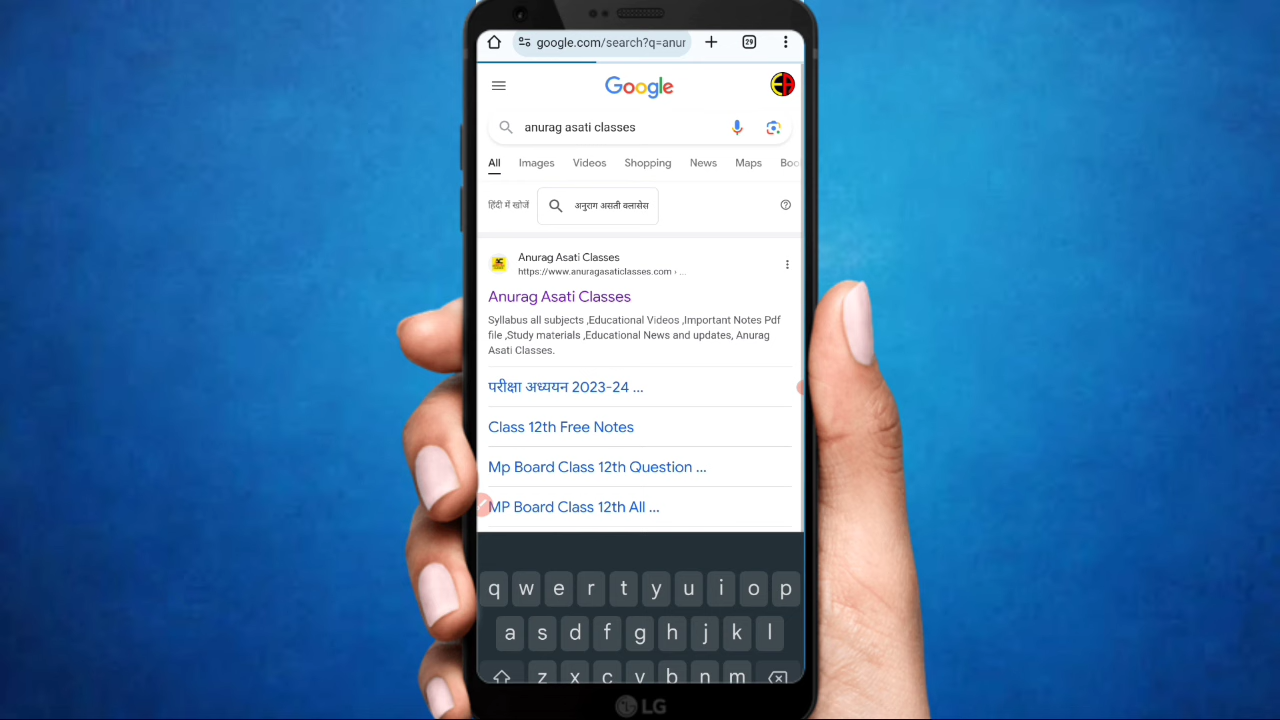 google.com/search?q=anur
29
Google
anurag asati classes
All Images Videos Shopping News Maps Boo
हिंदी में खोजें
अनुराग असती क्लासेस
Anurag Asati Classes
https://www.anuragasaticlasses.com › ...
Anurag Asati Classes
Syllabus all subjects ,Educational Videos ,Important Notes Pdf
file ,Study materials ,Educational News and updates, Anurag
Asati Classes.
परीक्षा अध्ययन 2023-24 ...
Class 12th Free Notes
Mp Board Class 12th Question ...
MP Board Class 12th All ...
q w e r t y u i o p
a s d f g h j k l
z x c v b n m
LG